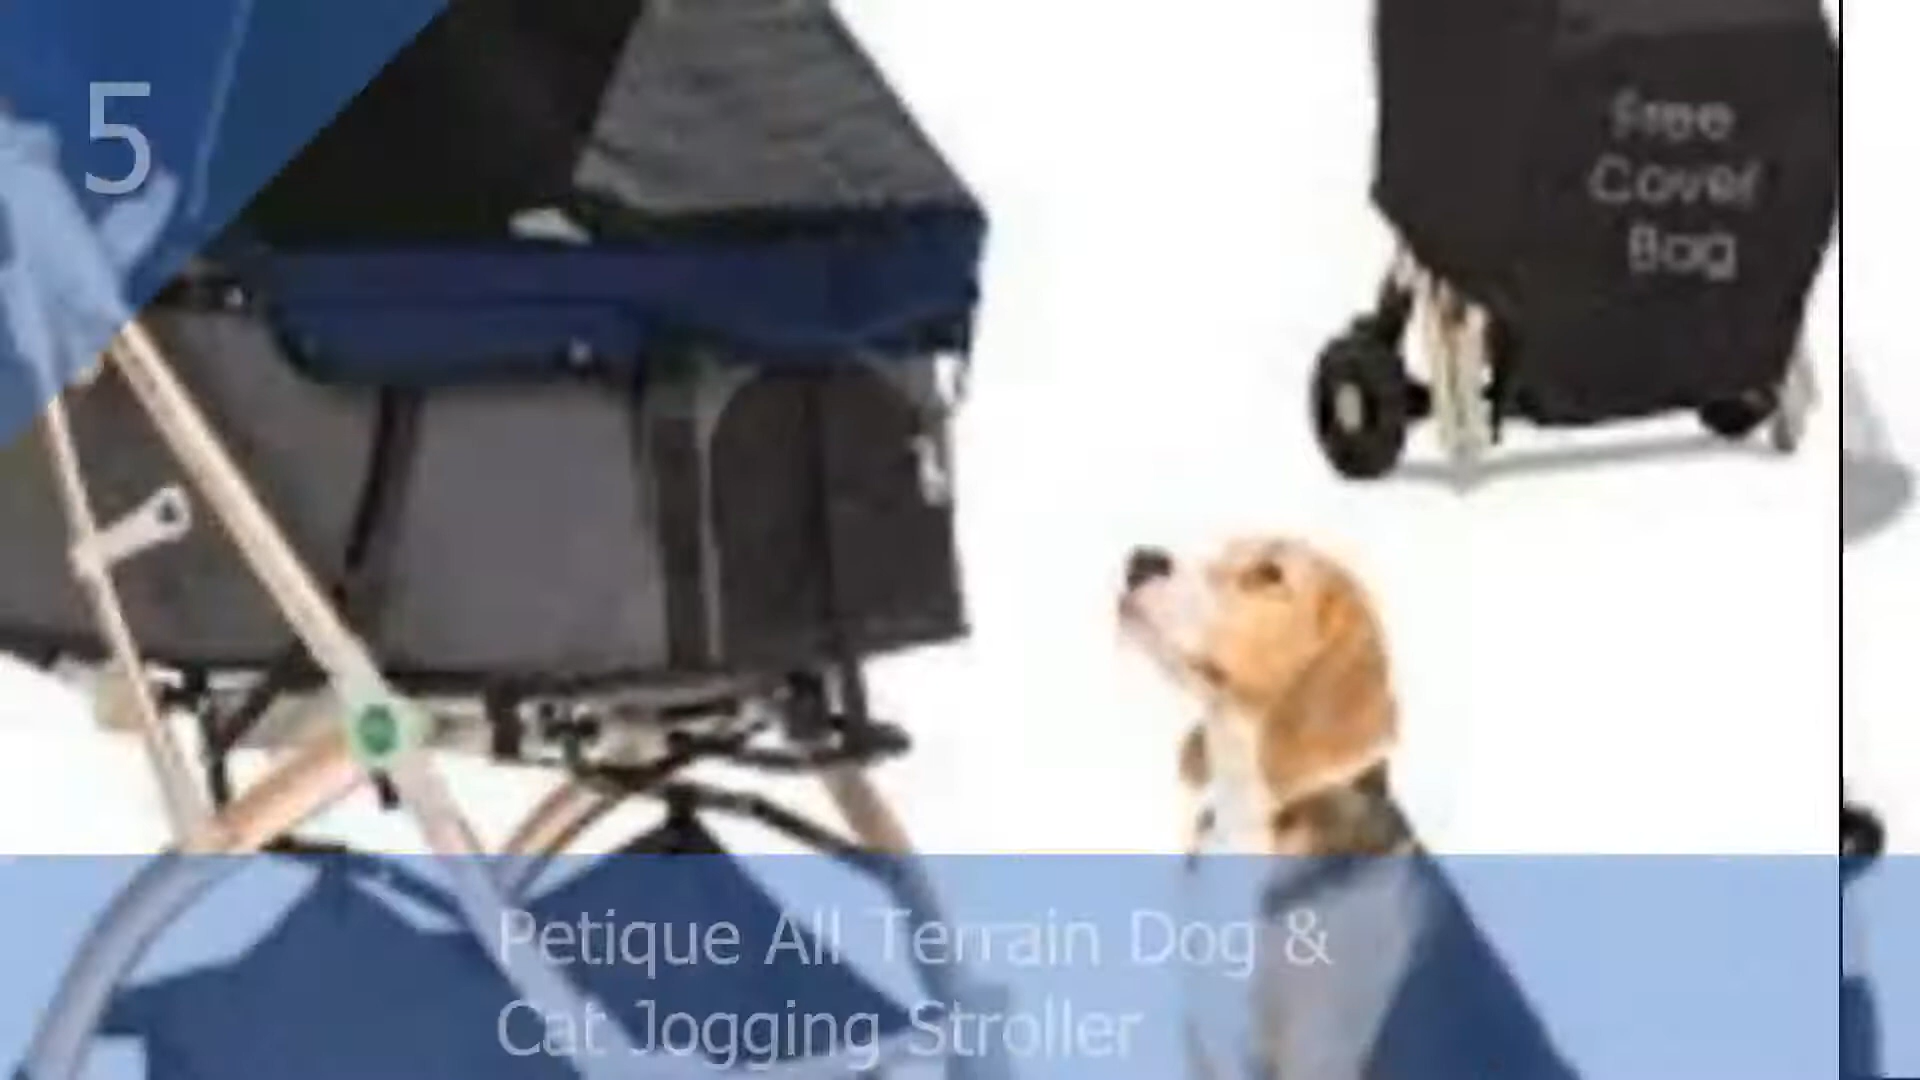 5
Free
Cover
Bag
Petique All Terrain Dog &
Cat Jogging Stroller